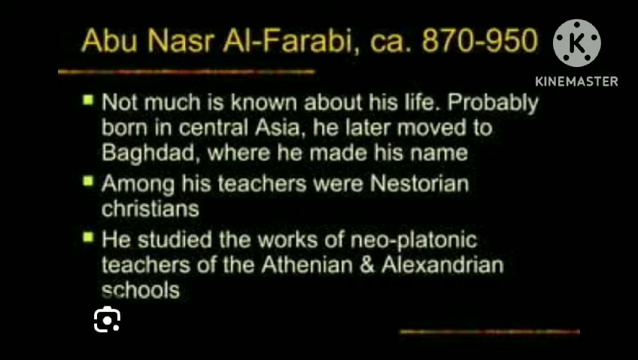 Abu Nasr Al-Farabi, ca. 870-950
KINEMASTER
Not much is known about his life. Probably
born in central Asia, he later moved to
Baghdad, where he made his name
Among his teachers were Nestorian
christians
He studied the works of neo-platonic
teachers of the Athenian & Alexandrian
schools